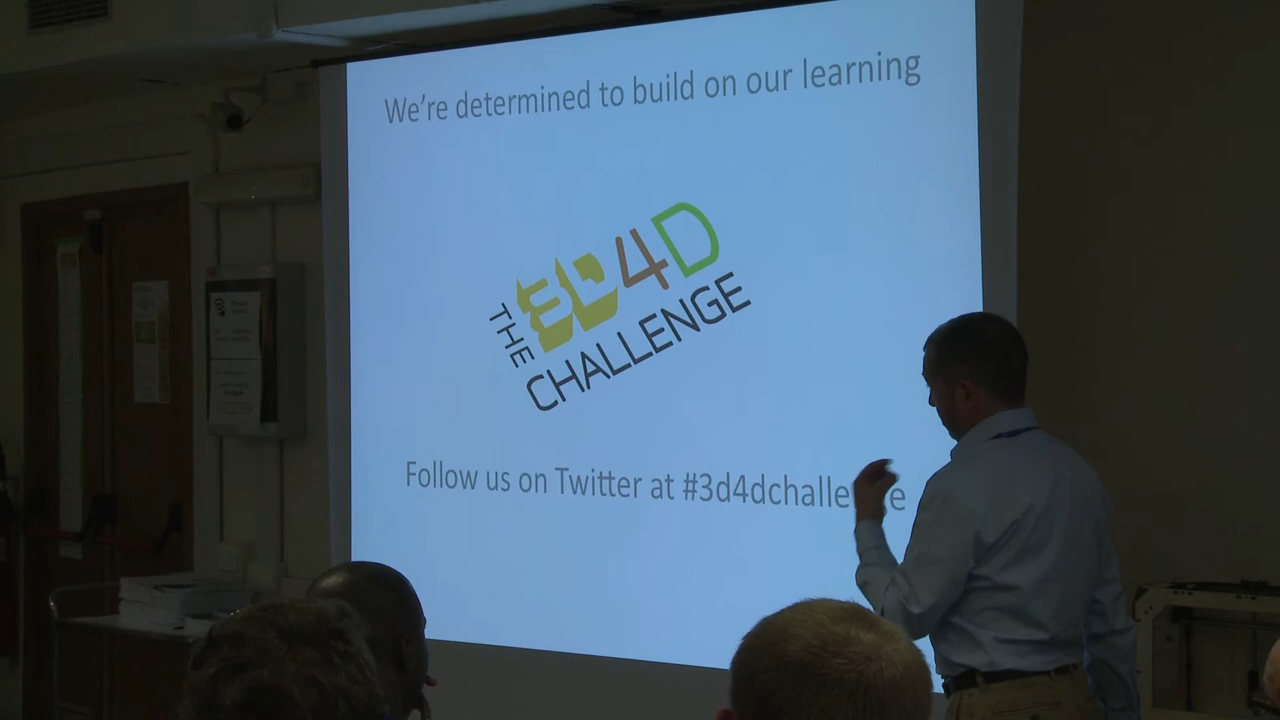 We're determined to build on our learning
THE 3D4D
CHALLENGE
Follow us on Twitter at #3d4dchalle e